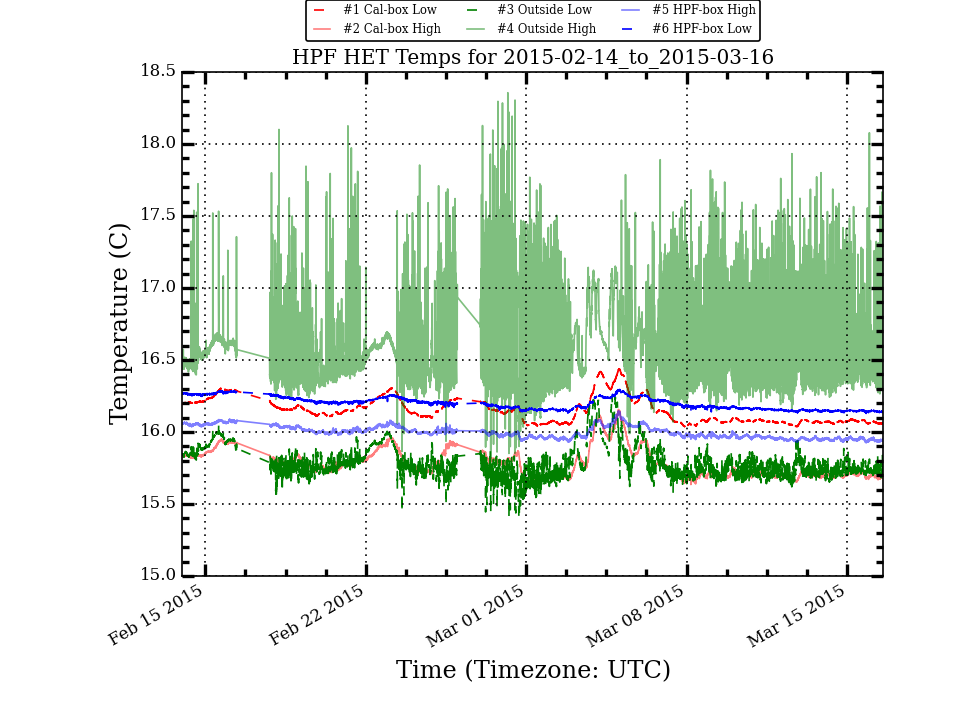 #1 Cal-box Low #3 Outside Low #5 HPF-box High
#2 Cal-box High #4 Outside High #6 HPF-box Low
HPF HET Temps for 2015-02-14_to_2015-03-16
18.5
18.0
17.5
17.0
16.5
16.0
15.5
15.0
Temperature (C)
Feb 15 2015 Feb 22 2015 Mar 01 2015 Mar 08 2015 Mar 15 2015
Time (Timezone: UTC)